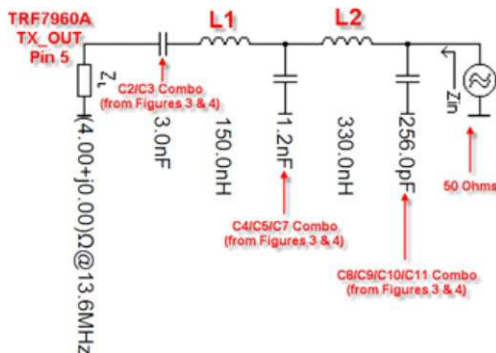 TRF7960A
TX_OUT
Pin 5
L1
L2
ZL
C2/C3 Combo
(from Figures 3 & 4)
Zin
(4.00+j0.00)Ω@13.6MHz
3.0nF
150.0nH
1.2nF
330.0nH
256.0pF
50 Ohms
C4/C5/C7 Combo
(from Figures 3 & 4)
C8/C9/C10/C11 Combo
(from Figures 3 & 4)